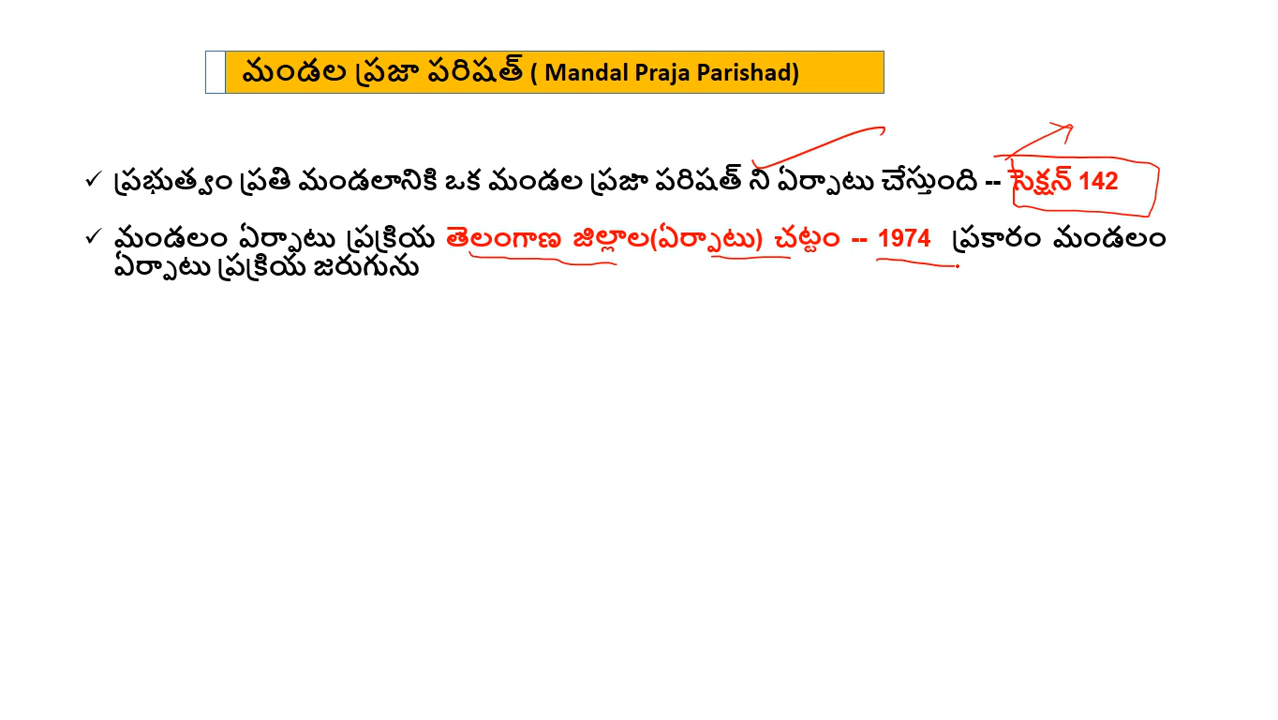 మండల ప్రజా పరిషత్ ( Mandal Praja Parishad)
ప్రభుత్వం ప్రతి మండలానికి ఒక మండల ప్రజా పరిషత్ ని ఏర్పాటు చేస్తుంది -- సెక్షన్ 142
మండలం ఏర్పాటు ప్రక్రియ తెలంగాణ జిల్లాల(ఏర్పాటు) చట్టం -- 1974 ప్రకారం మండలం
ఏర్పాటు ప్రక్రియ జరుగును